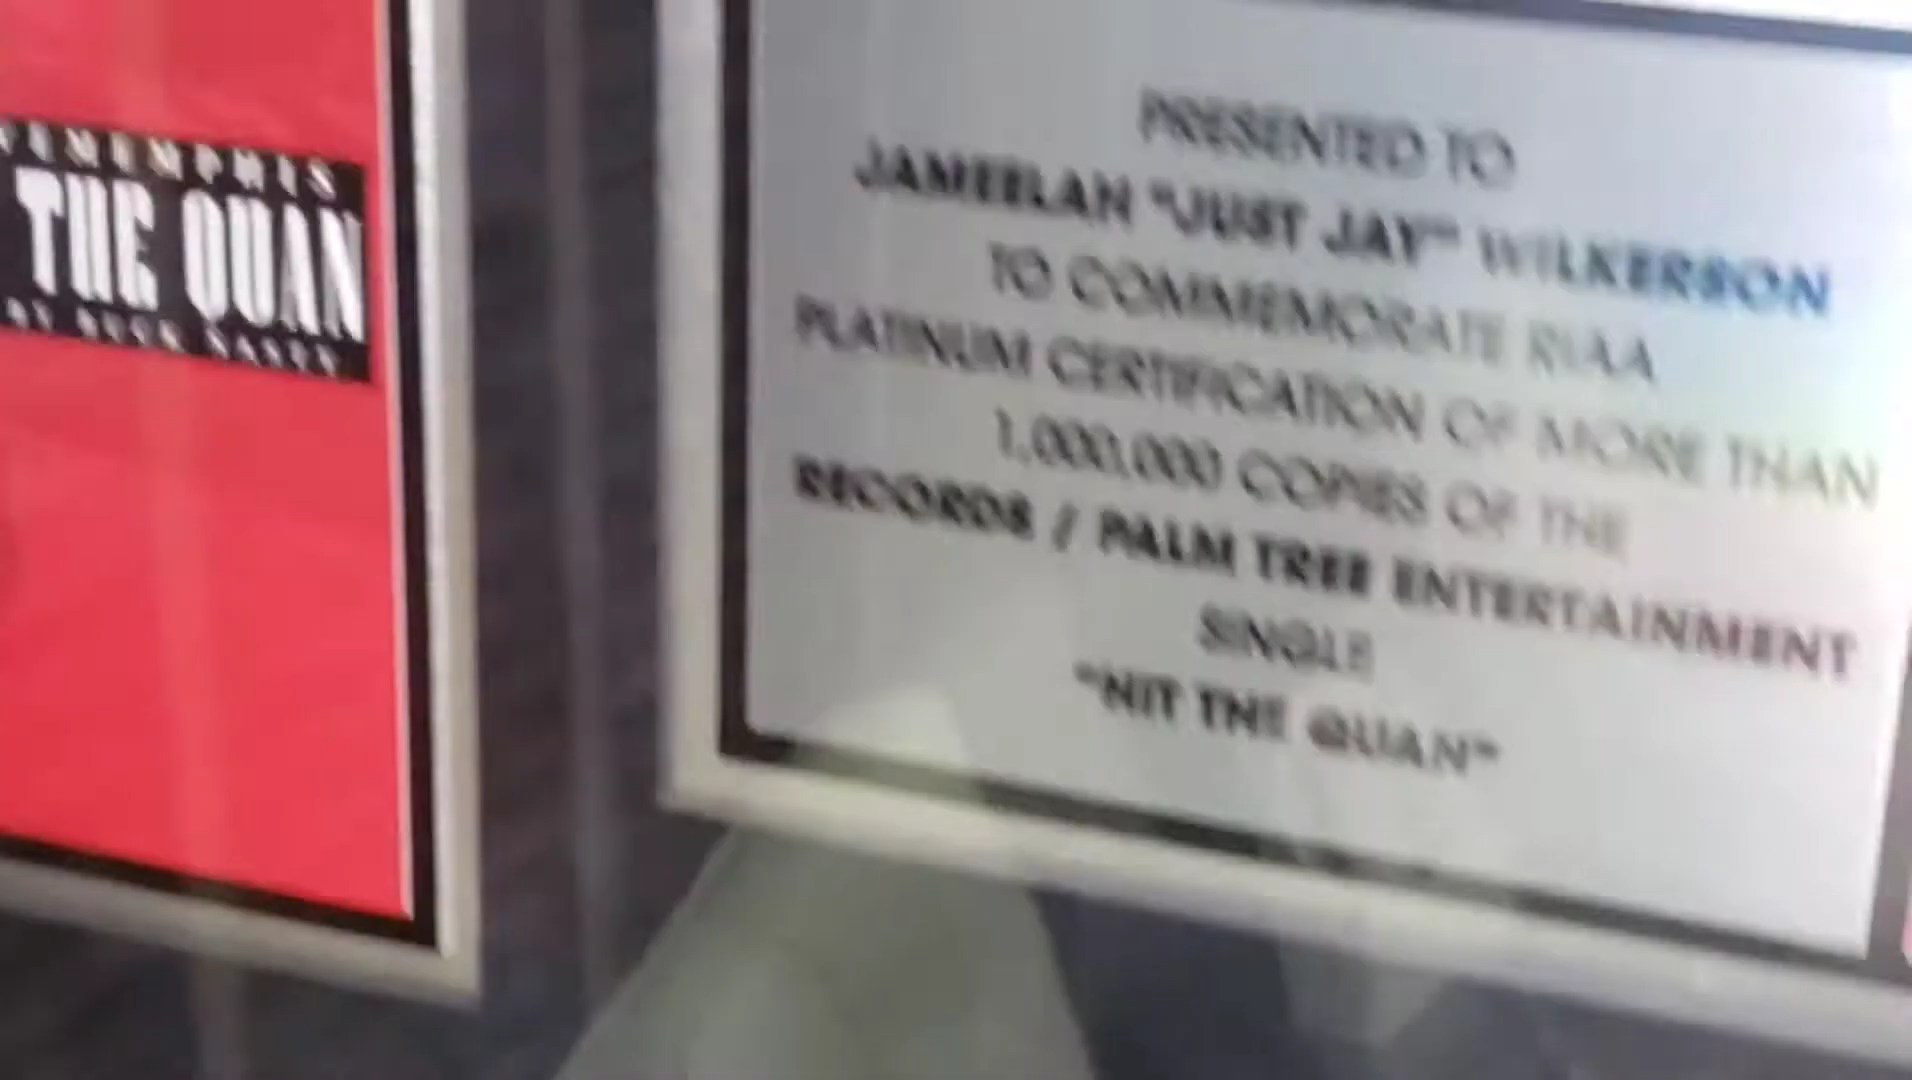 THE QUAN
PRESENTED TO
JAMEELAH "JUST JAY" WILKERSON
TO COMMEMORATE RIAA
PLATINUM CERTIFICATION OF MORE THAN
1,000,000 COPIES OF THE
RECORDS / PALM TREE ENTERTAINMENT
SINGLE
"HIT THE QUAN"